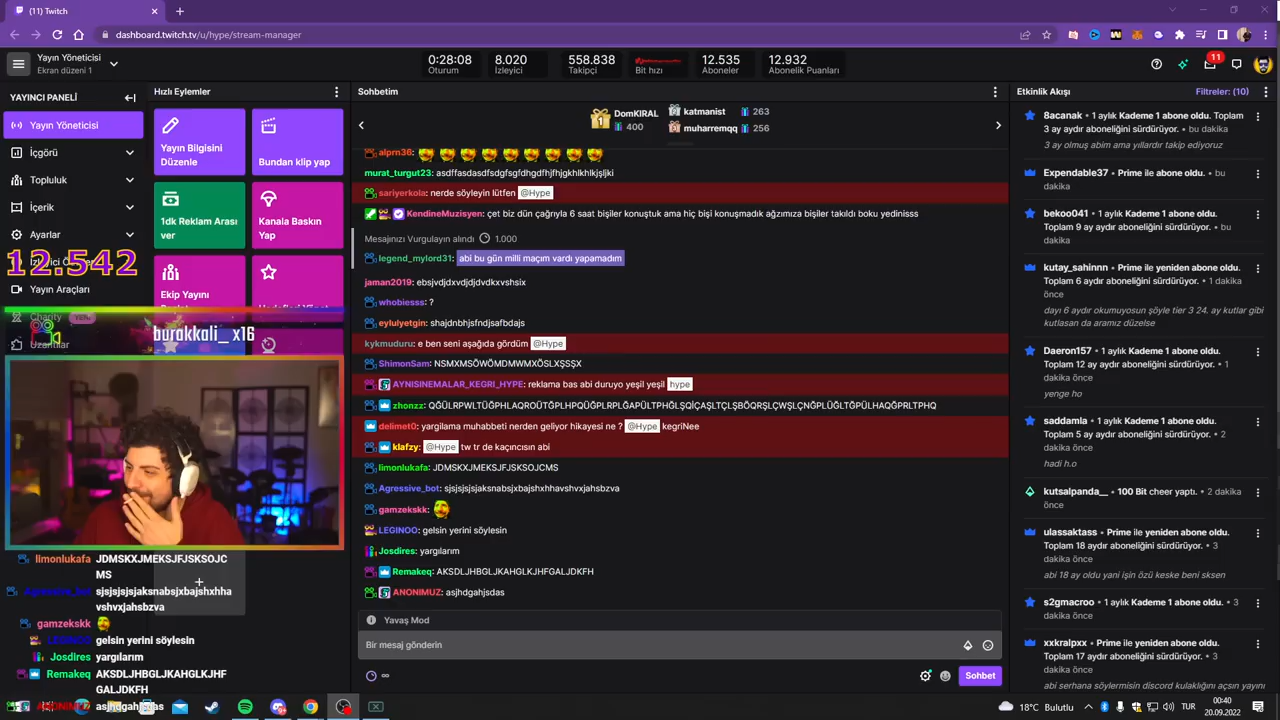 (11) Twitch
dashboard.twitch.tv/u/hype/stream-manager
Yayın Yöneticisi
Ekran düzeni 1
0:28:08
Oturum
8.020
İzleyici
558.838
Takipçi
Bit hızı
12.535
Aboneler
12.932
Abonelik Puanları
11
YAYINCI PANELİ
Yayın Yöneticisi
İçgörü
Topluluk
İçerik
Ayarlar
12.542
Yayın Araçları
Charity
YENİ
Uzantılar
burakkali_x16
Hızlı Eylemler
Yayın Bilgisini
Düzenle
Bundan klip yap
1dk Reklam Arası
ver
Kanala Baskın
Yap
Ekip Yayını
Sohbetim
1
DomKIRAL
400
katmanist
263
muharremqq
256
alprn36:
murat_turgut23: asdffasdasdfsdgfsgfdhgdfhjfhjgkhlkhlkjsljki
sariyerkola: nerde söyleyin lütfen @Hype
KendineMuzisyen: çet biz dün çağrıyla 6 saat bişiler konuştuk ama hiç bişi konuşmadık ağzımıza bişiler takıldı boku yedinisss
Mesajınızı Vurgulayın alındı 1.000
legend_mylord31: abi bu gün milli maçım vardı yapamadım
jaman2019: ebsjvdjdxvdjdjdvdkxvshsix
whobiesss: ?
eylulyetgin: shajdnbhjsfndjsafbdajs
kykmuduru: e ben seni aşağıda gördüm @Hype
ShimonSam: NSMXMSÖWÖMDMWMXÖSLXŞSŞX
AYNISINEMALAR_KEGRI_HYPE: reklama bas abi duruyo yeşil yeşil hype
zhonzz: QĞÜLRPWLTÜĞPHLAQROÜTĞPLHPQÜĞPLRPLĞAPÜLTPHĞLŞQİÇAŞLTÇLŞBÖQRŞLÇWŞLÇNĞPLÜĞLTĞPÜLHAQĞPRLTPHQ
delimet0: yargılama muhabbeti nerden geliyor hikayesi ne ? @Hype kegriNee
klafzy: @Hype tw tr de kaçıncısın abi
limonlukafa: JDMSKXJMEKSJFJSKSOJCMS
Agressive_bot: sjsjsjsjsjaksnabsjxbajshxhhavshvxjahsbzva
gamzekskk:
LEGINOO: gelsin yerini söylesin
Josdires: yargılarım
Remakeq: AKSDLJHBGLJKAHGLKJHFGALJDKFH
ANONIMUZ: asjhdgahjsdas
Yavaş Mod
Bir mesaj gönderin
Sohbet
limonlukafa JDMSKXJMEKSJFJSKSOJC
MS
Agressive_bot sjsjsjsjsjaksnabsjxbajshxhha
vshvxjahsbzva
gamzekskk
LEGINOO gelsin yerini söylesin
Josdires yargılarım
Remakeq AKSDLJHBGLJKAHGLKJHF
GALJDKFH
ANONIMUZ asjhdgahjsdas
Etkinlik Akışı
Filtreler: (10)
8acanak • 1 aylık Kademe 1 abone oldu. Toplam
3 ay aydır aboneliğini sürdürüyor. • bu dakika
3 ay olmuş abim ama yıllardır takip ediyoruz
Expendable37 • Prime ile abone oldu. • bu
dakika
bekoo041 • 1 aylık Kademe 1 abone oldu.
Toplam 9 ay aydır aboneliğini sürdürüyor. • bu
dakika
kutay_sahinnn • Prime ile yeniden abone oldu.
Toplam 6 aydır aboneliğini sürdürüyor. • 1 dakika
önce
dayı 6 aydır okumuyosun şöyle tier 3 24. ay kutlar gibi
kutlasan da aramız düzelse
Daeron157 • 1 aylık Kademe 1 abone oldu.
Toplam 12 ay aydır aboneliğini sürdürüyor. • 1
dakika önce
yenge ho
saddamla • 1 aylık Kademe 1 abone oldu.
Toplam 5 ay aydır aboneliğini sürdürüyor. • 2
dakika önce
hadi h.o
kutsalpanda__ • 100 Bit cheer yaptı. • 2 dakika
önce
ulassaktass • Prime ile yeniden abone oldu.
Toplam 18 aydır aboneliğini sürdürüyor. • 3
dakika önce
abi 18 ay oldu yani işin özü keske beni sksen
s2gmacroo • 1 aylık Kademe 1 abone oldu. • 3
dakika önce
xxkralpxx • Prime ile yeniden abone oldu.
Toplam 17 aydır aboneliğini sürdürüyor. • 3
dakika önce
abi serhana söylermisin discord kulaklığını açsın yayını
18°C Bulutlu
TUR
00:40
20.09.2022